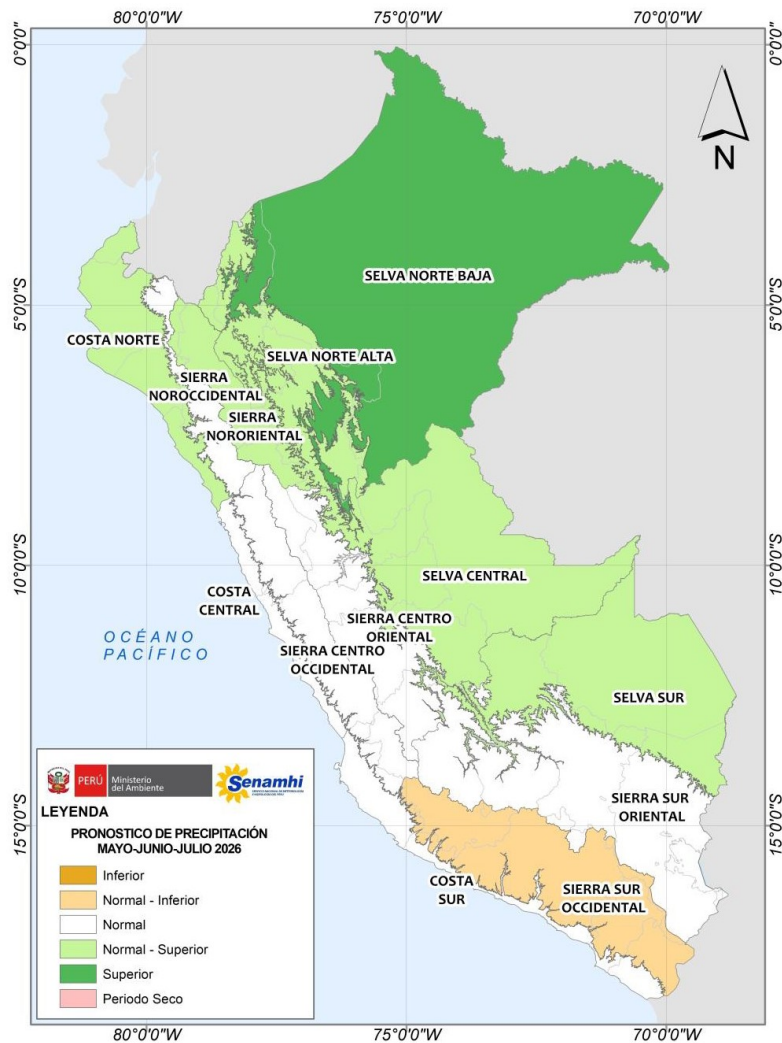 80°0'0"W
75°0'0"W
70°0'0"W
0°0'0"
0°0'0"
N
SELVA NORTE BAJA
5°0'0"S
5°0'0"S
COSTA NORTE
SELVA NORTE ALTA
SIERRA
NOROCCIDENTAL
SIERRA
NORORIENTAL
10°0'0"S
10°0'0"S
SELVA CENTRAL
COSTA
CENTRAL
SIERRA CENTRO
ORIENTAL
OCÉANO
PACÍFICO
SIERRA CENTRO
OCCIDENTAL
SELVA SUR
PERÚ
Ministerio
del Ambiente
Senamhi
LEYENDA
PRONOSTICO DE PRECIPITACIÓN
MAYO-JUNIO-JULIO 2026
Inferior
Normal - Inferior
Normal
Normal - Superior
Superior
Periodo Seco
SIERRA SUR
ORIENTAL
15°0'0"S
15°0'0"S
COSTA
SUR
SIERRA SUR
OCCIDENTAL
80°0'0"W
75°0'0"W
70°0'0"W